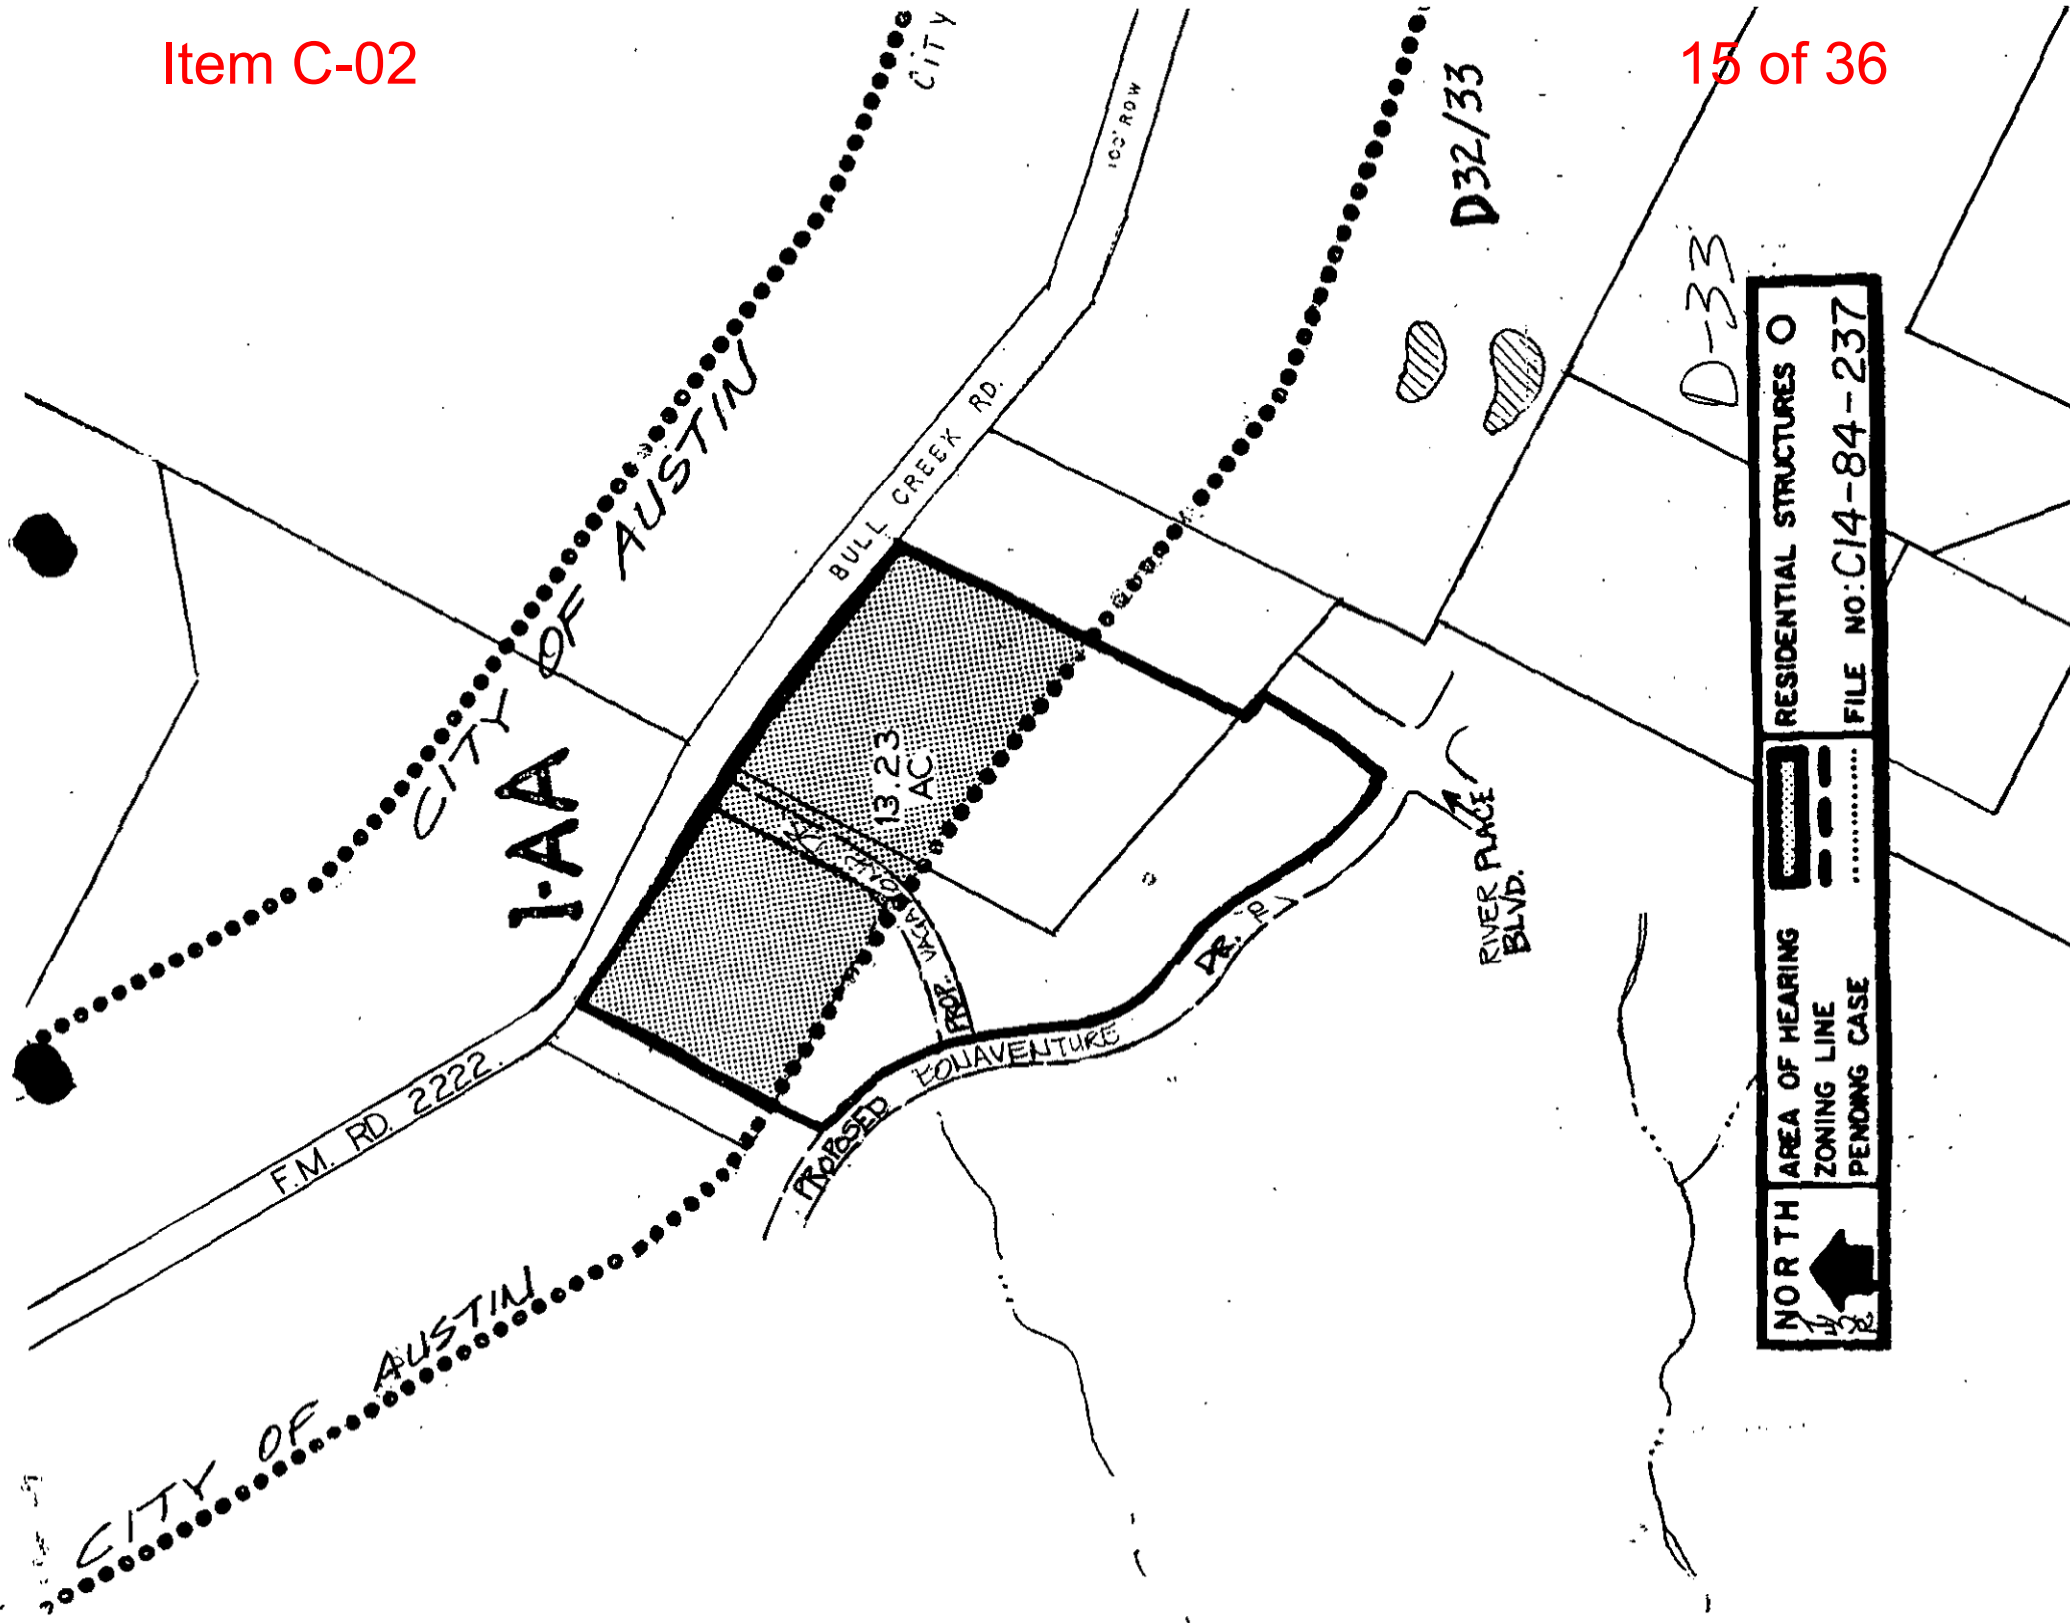 Item C-02
15 of 36
CITY
100' ROW
D32/33
D-33
CITY OF AUSTIN
BULL CREEK RD.
1-AA
13.23
AC
PROP. VAGABOND
F.M. RD. 2222
PROPOSED BONAVENTURE DR.
RIVER PLACE
BLVD.
CITY OF AUSTIN
NORTH
AREA OF HEARING
ZONING LINE
PENDING CASE
RESIDENTIAL STRUCTURES O
FILE NO: C14-84-237